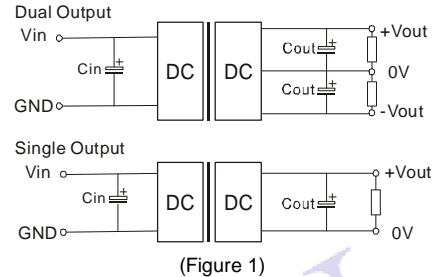 Dual Output
Vin
Cin
GND
DC
DC
Cout
Cout
+Vout
0V
-Vout
Single Output
Vin
Cin
GND
DC
DC
Cout
+Vout
0V
(Figure 1)